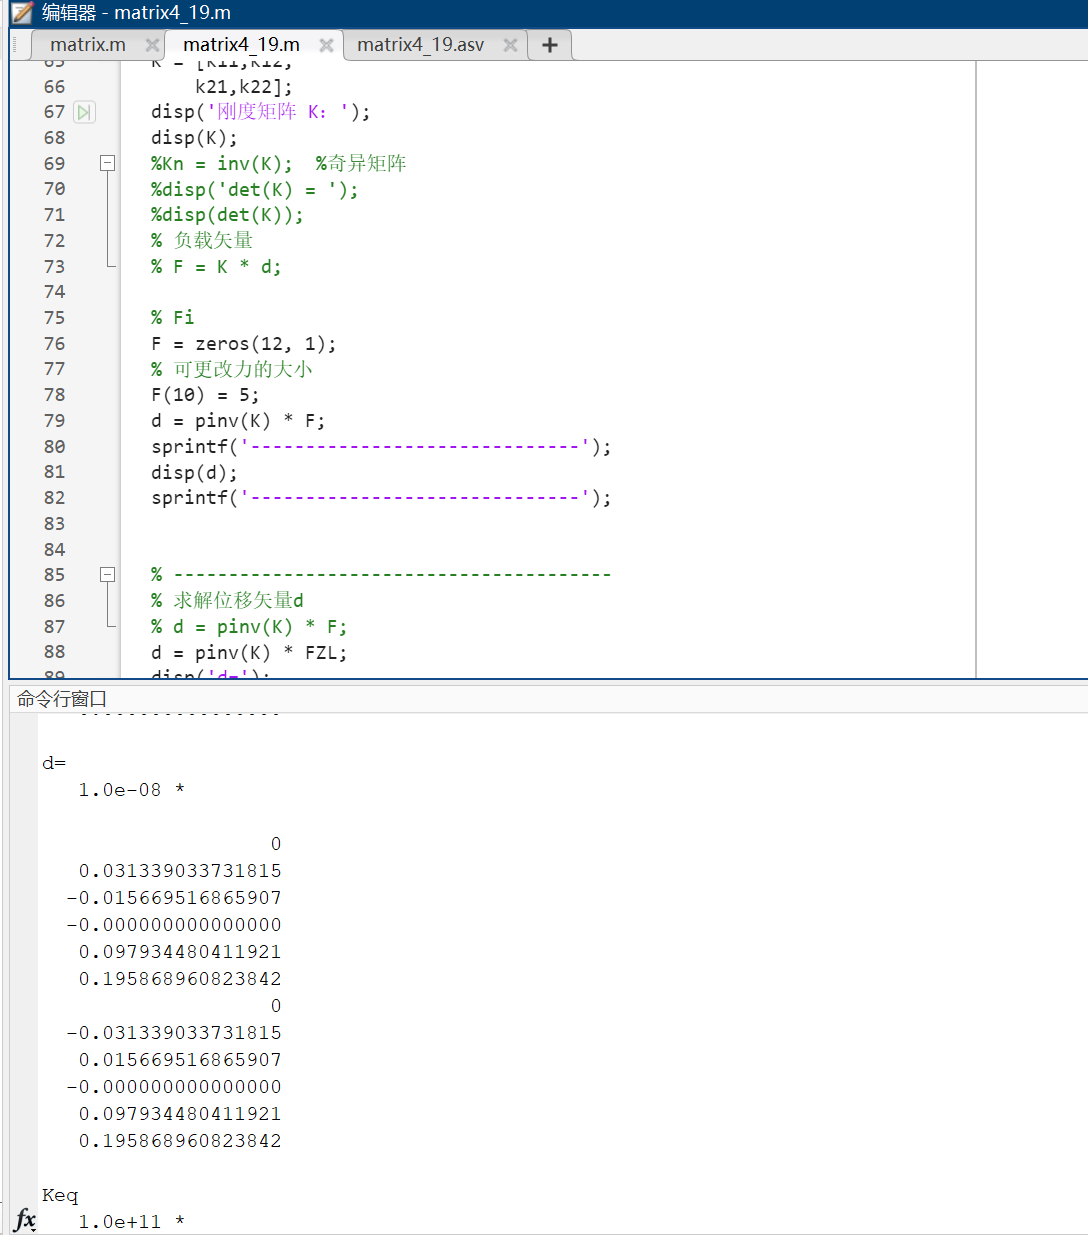 编辑器 - matrix4_19.m
matrix.m × matrix4_19.m × matrix4_19.asv × +
65 K = [k11,k12;
66 k21,k22];
67 disp('刚度矩阵 K: ');
68 disp(K);
69 %Kn = inv(K); %奇异矩阵
70 %disp('det(K) = ');
71 %disp(det(K));
72 % 负载矢量
73 % F = K * d;
74
75 % Fi
76 F = zeros(12, 1);
77 % 可更改力的大小
78 F(10) = 5;
79 d = pinv(K) * F;
80 sprintf('------------------------------');
81 disp(d);
82 sprintf('------------------------------');
83
84
85 % ----------------------------------------
86 % 求解位移矢量d
87 % d = pinv(K) * F;
88 d = pinv(K) * FZL;
89 disp('d=');
命令行窗口
-----------------
d=
1.0e-08 *
0
0.031339033731815
-0.015669516865907
-0.000000000000000
0.097934480411921
0.195868960823842
0
-0.031339033731815
0.015669516865907
-0.000000000000000
0.097934480411921
0.195868960823842
Keq
fx 1.0e+11 *